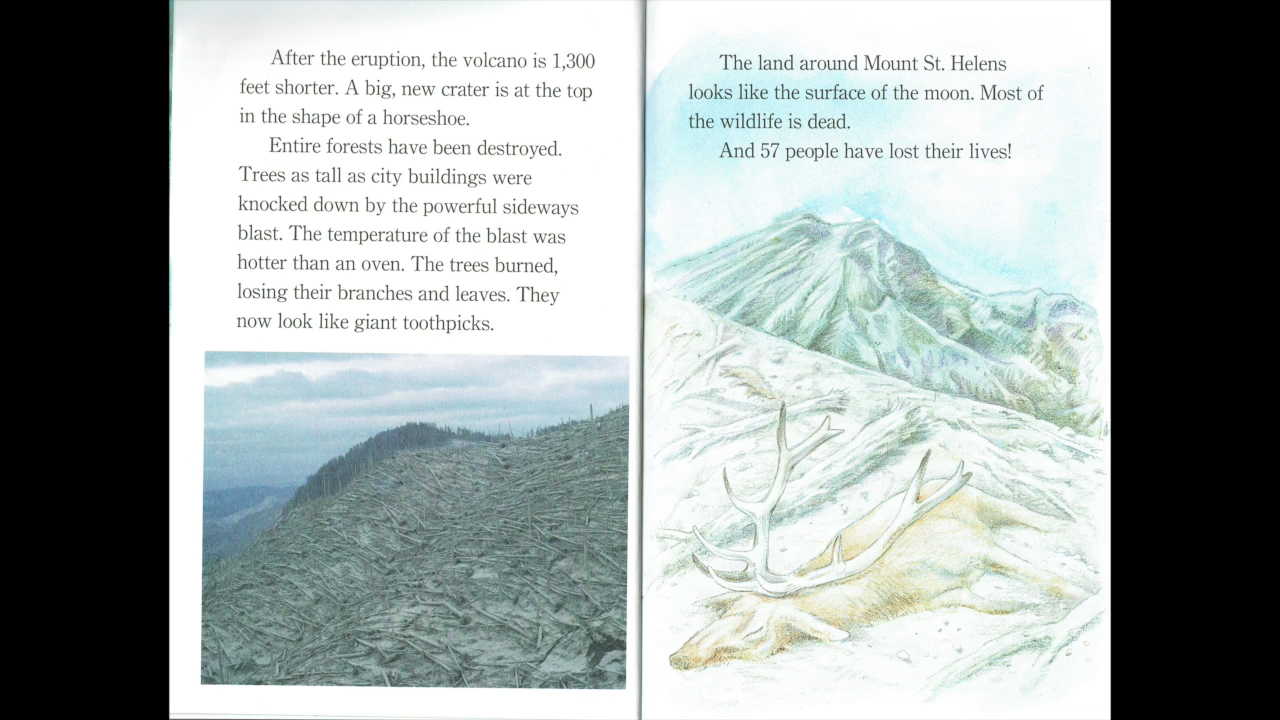 After the eruption, the volcano is 1,300
feet shorter. A big, new crater is at the top
in the shape of a horseshoe.
Entire forests have been destroyed.
Trees as tall as city buildings were
knocked down by the powerful sideways
blast. The temperature of the blast was
hotter than an oven. The trees burned,
losing their branches and leaves. They
now look like giant toothpicks.
The land around Mount St. Helens
looks like the surface of the moon. Most of
the wildlife is dead.
And 57 people have lost their lives!